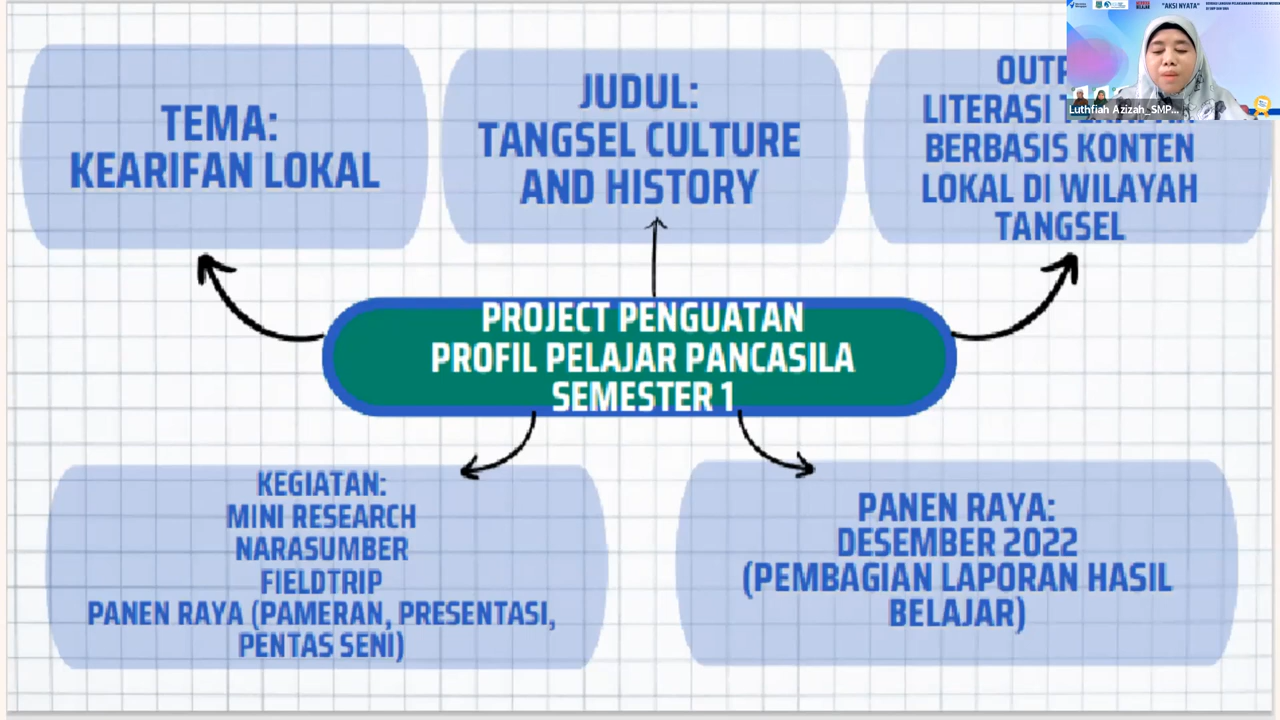 "AKSI NYATA"
TEMA:
KEARIFAN LOKAL
JUDUL:
TANGSEL CULTURE
AND HISTORY
LITERASI
BERBASIS KONTEN
LOKAL DI WILAYAH
TANGSEL
Luthfiah Azizah_SMP...
PROJECT PENGUATAN
PROFIL PELAJAR PANCASILA
SEMESTER 1
KEGIATAN:
MINI RESEARCH
NARASUMBER
FIELDTRIP
PANEN RAYA (PAMERAN, PRESENTASI,
PENTAS SENI)
PANEN RAYA:
DESEMBER 2022
(PEMBAGIAN LAPORAN HASIL
BELAJAR)